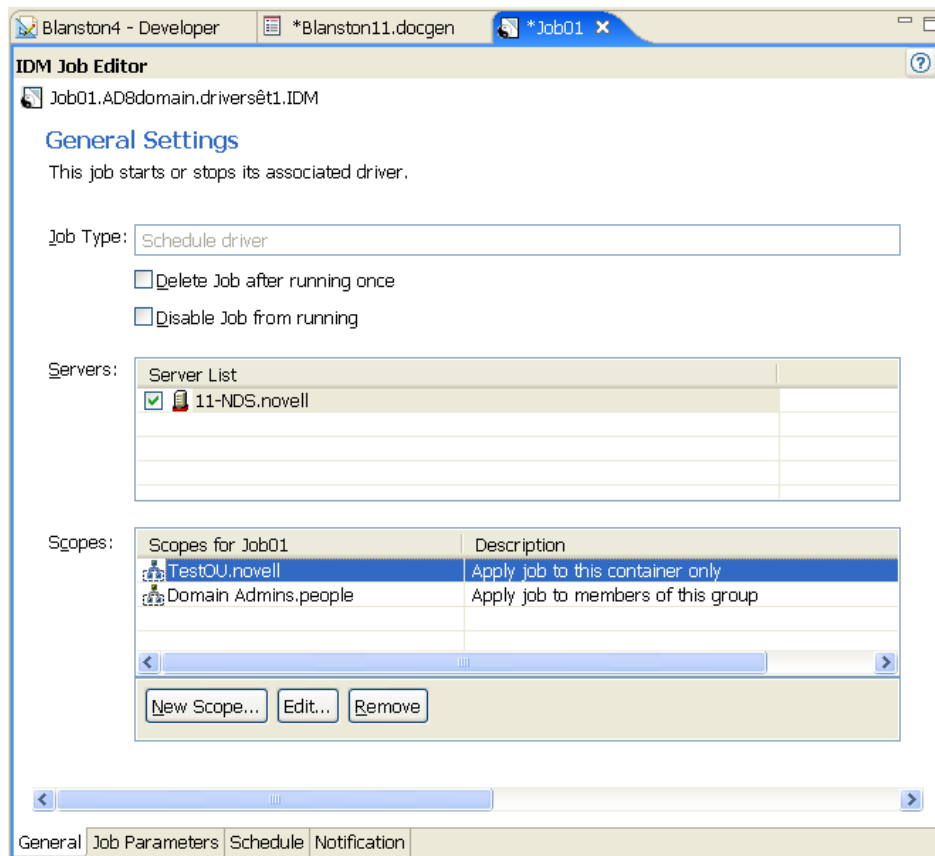 Blanston4 - Developer *Blanston11.docgen *Job01
IDM Job Editor
Job01.AD8domain.driversêt1.IDM
General Settings
This job starts or stops its associated driver.
Job Type: Schedule driver
Delete Job after running once
Disable Job from running
Servers: Server List
11-NDS.novell
Scopes: Scopes for Job01 Description
TestOU.novell Apply job to this container only
Domain Admins.people Apply job to members of this group
New Scope... Edit... Remove
General Job Parameters Schedule Notification